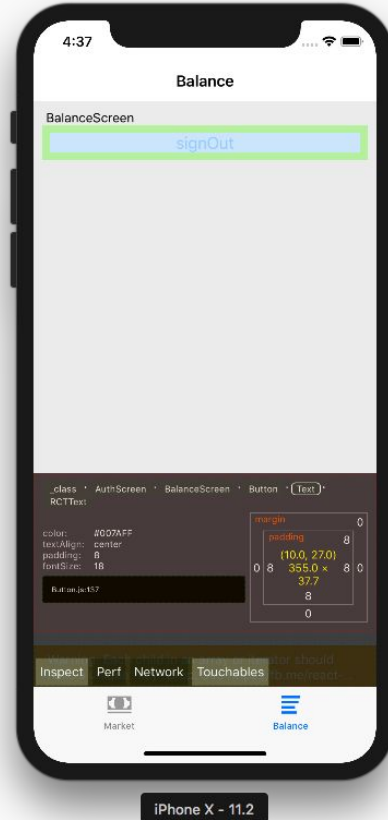 4:37
Balance
BalanceScreen
signOut
_class ‣ AuthScreen ‣ BalanceScreen ‣ Button ‣ Text ‣
RCTText
color: #007AFF
textAlign: center
padding: 8
fontSize: 18
Button.js:137
margin 0
padding 8
(10.0, 27.0)
0 8 355.0 × 8 0
37.7
8
0
should
Inspect Perf Network Touchables
Market
Balance
iPhone X - 11.2